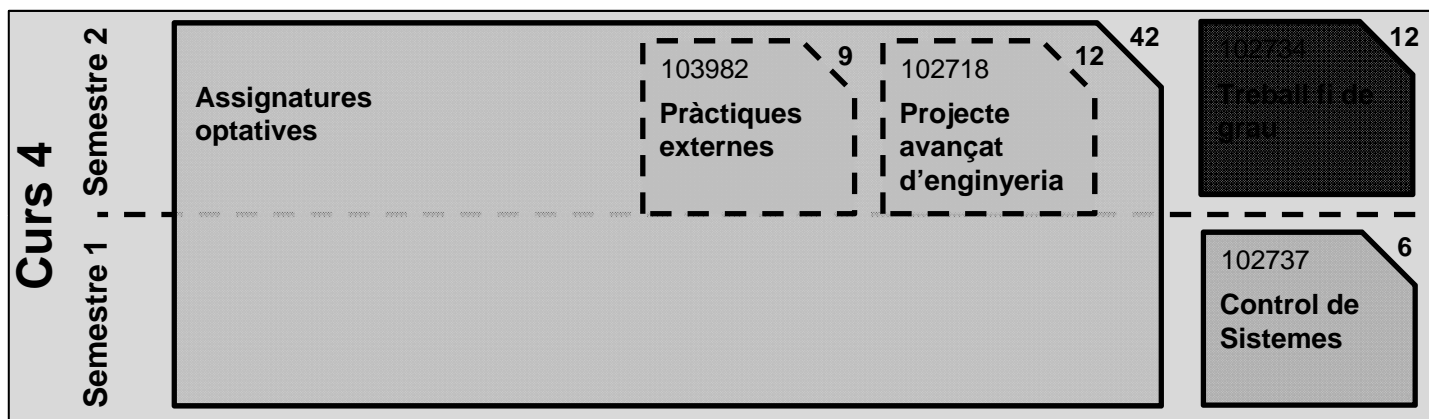 Curs 4
Semestre 2
Semestre 1
Assignatures
optatives
42
103982
9
Pràctiques
externes
102718
12
Projecte
avançat
d’enginyeria
102734
12
Treball fi de
grau
102737
6
Control de
Sistemes